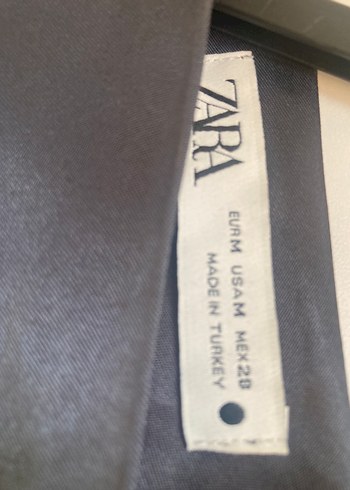 ZARA
EUR M USA M MEX 28
MADE IN TURKEY